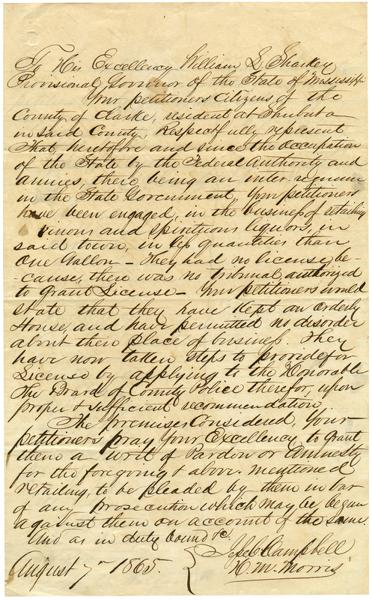 To His Excellency William L Sharkey
Provisional Governor of the State of Mississippi
Your petitioners Citizens of the
County of Clarke, resident at Shubuta
in said County, Respectfully represent
That heretofore and since the occupation
of the State by the Federal Authority and
armies, there being an inter-regnum
in the State Government, Your petitioners
have been engaged, in the business of retailing
vinous and spirituous liquors, in
said town, in less quantities than
One Gallon - They had no license, be-
cause, there was no tribunal authorized
to Grant License - Your petitioners would
state that they have kept an orderly
House, and have permitted no disorder
about their place of business. They
have now taken steps to provide for
License by applying to the Honorable
The Board of County Police therefor, upon
proper & sufficient recommendation,
The premises Considered, Your
petitioners pray Your Excellency to Grant
them a writ of Pardon or Amnesty
for the foregoing & above mentioned
retailing, to be pleaded by them in bar
of any prosecution which may be began
against them on account of the same.
And as in duty bound &c.
Campbell
August 7th 1865. H. M. Morris